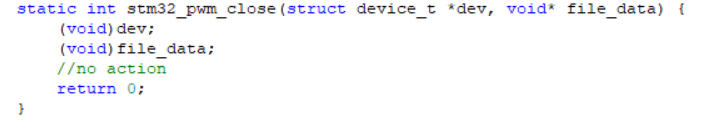 static int stm32_pwm_close(struct device_t *dev, void* file_data) {
    (void)dev;
    (void)file_data;
    //no action
    return 0;
}